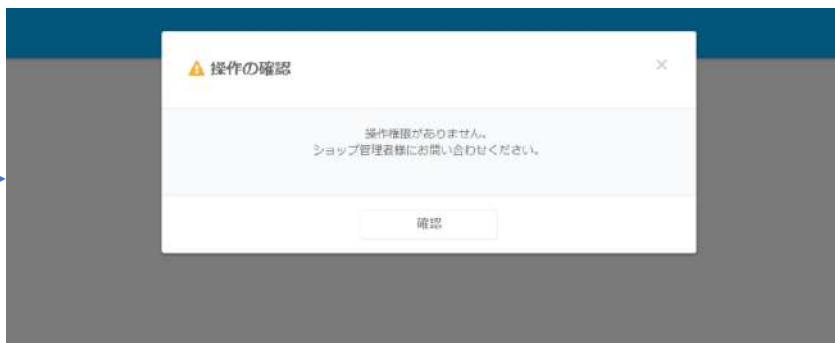 操作の確認
操作権限がありません。
ショップ管理者様にお問い合わせください。
確認